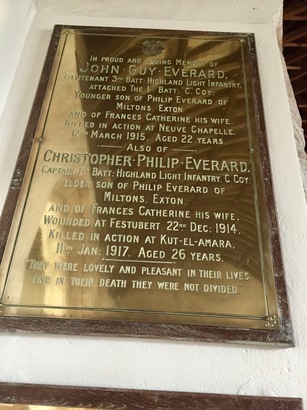 In proud and loving Memory of
John · Guy · Everard,
Lieutenant 3rd Batt: Highland Light Infantry,
attached The 1st Batt: "C" Coy:
Younger son of Philip Everard of
Miltons, Exton,
and of Frances Catherine his wife.
Killed in action at Neuve Chapelle,
12th March 1915. Aged 22 years.
Also of
Christopher · Philip · Everard,
Captain 1st Batt: Highland Light Infantry, C Coy:
elder son of Philip Everard of
Miltons, Exton,
and of Frances Catherine his wife.
Wounded at Festubert 22nd Dec: 1914.
Killed in action at Kut-el-Amara,
11th Jan: 1917. Aged 26 years.
"They were lovely and pleasant in their lives
and in their death they were not divided.